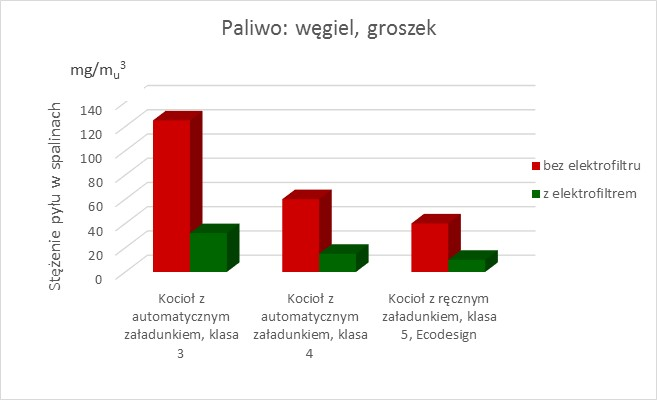 Paliwo: węgiel, groszek
mg/mᵤ³
Stężenie pyłu w spalinach
140
120
100
80
60
40
20
0
bez elektrofiltru
z elektrofiltrem
Kocioł z
automatycznym
załadunkiem, klasa
3
Kocioł z
automatycznym
załadunkiem, klasa
4
Kocioł z ręcznym
załadunkiem, klasa
5, Ecodesign